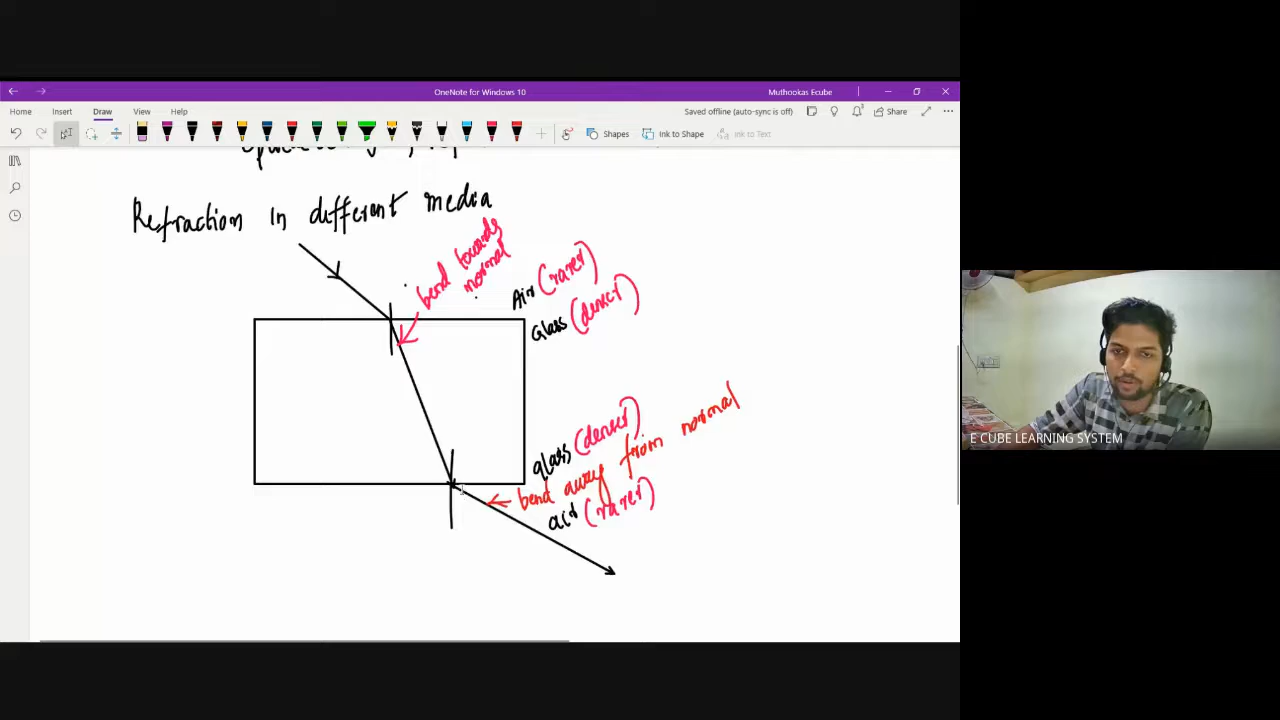 OneNote for Windows 10
Muthookas Ecube
Home Insert Draw View Help
Saved offline (auto-sync is off)
Share
Shapes
Ink to Shape
Ink to Text
Refraction in different media
bend towards
normal
Air (rarer)
Glass (denser)
glass (denser)
bend away from normal
air (rarer)
E CUBE LEARNING SYSTEM